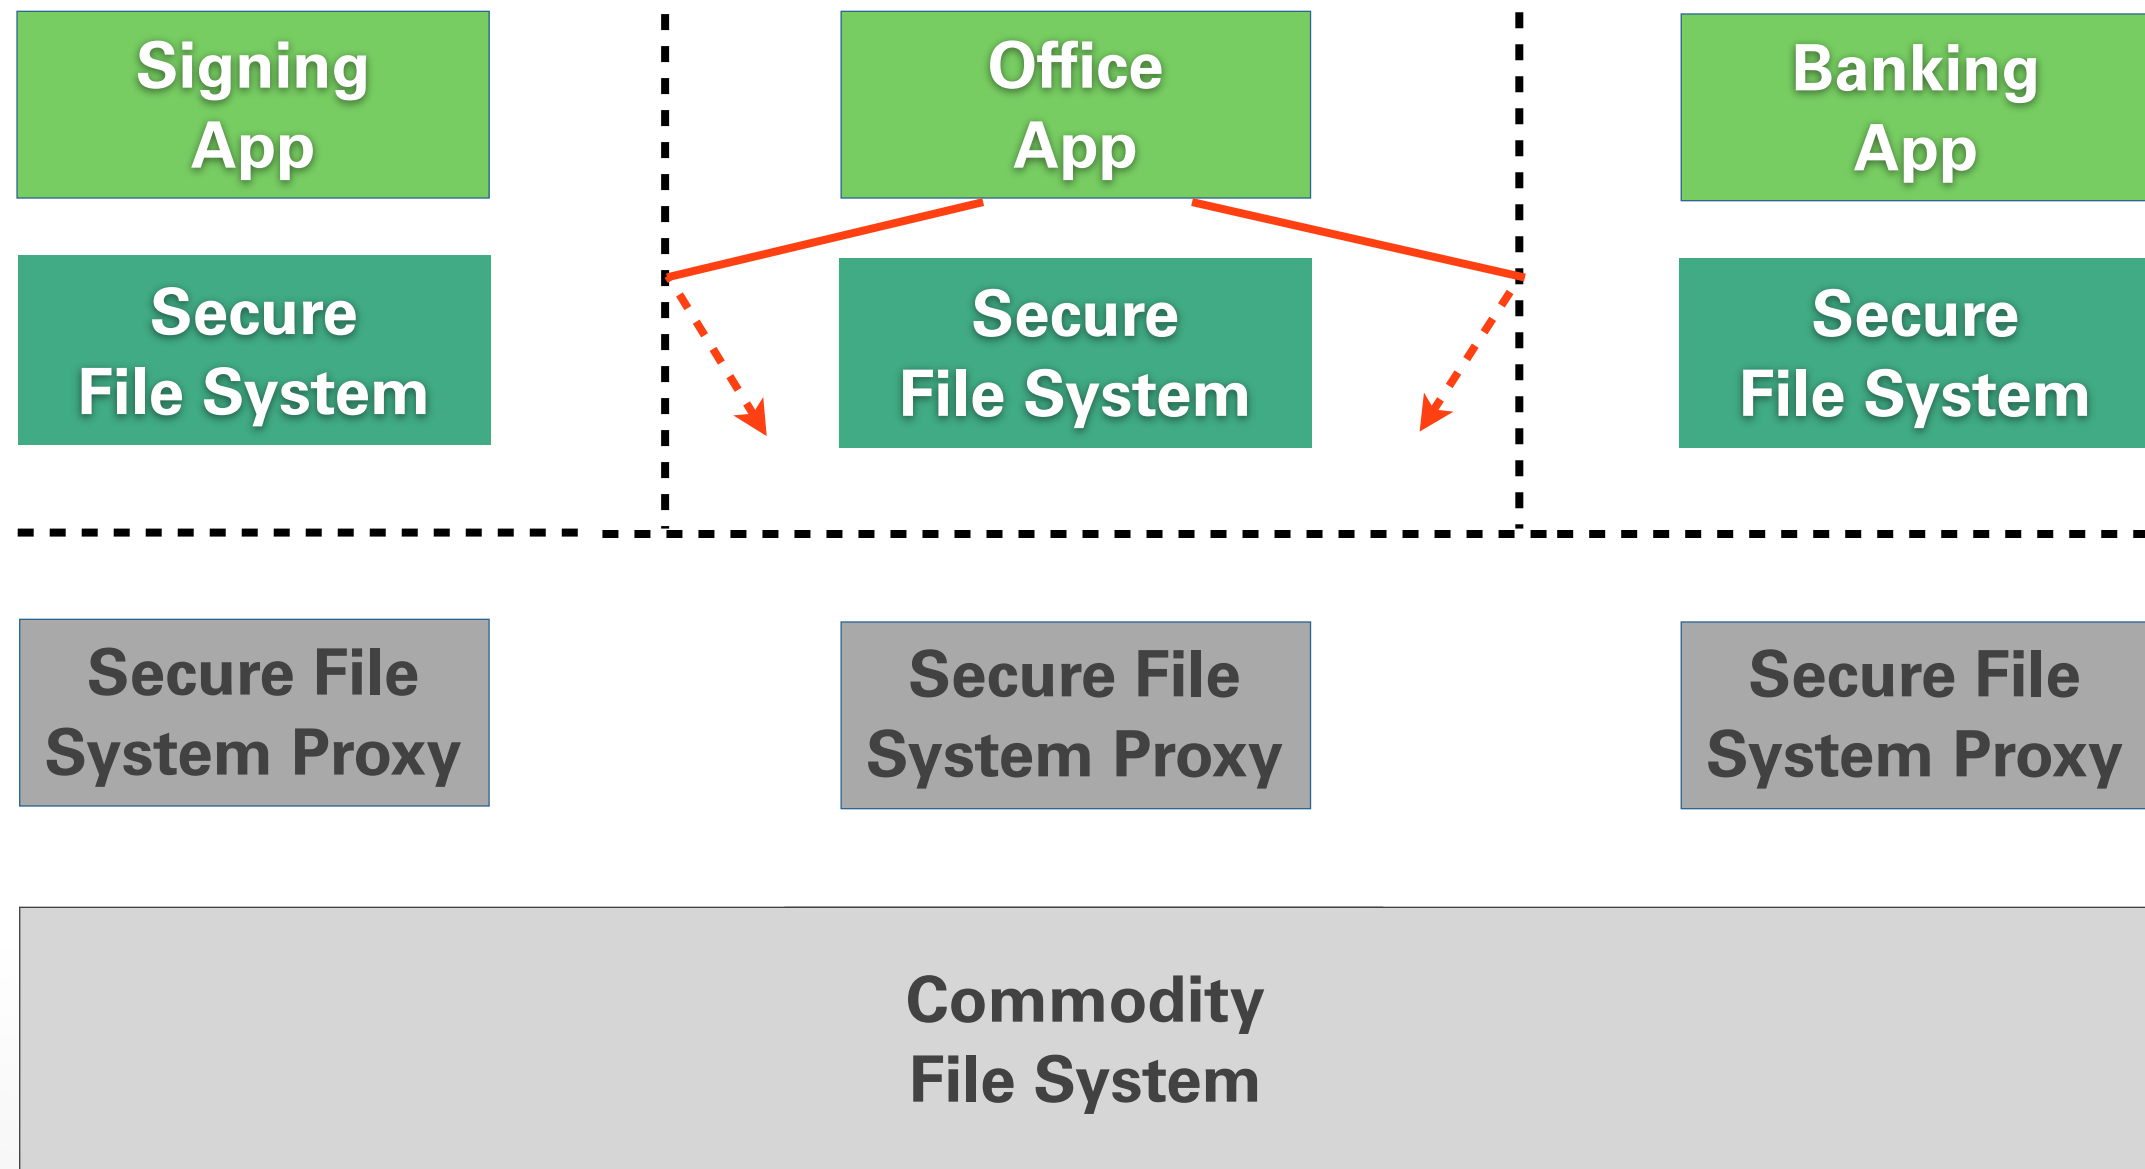 Signing
App
Office
App
Banking
App
Secure
File System
Secure
File System
Secure
File System
Secure File
System Proxy
Secure File
System Proxy
Secure File
System Proxy
Commodity
File System